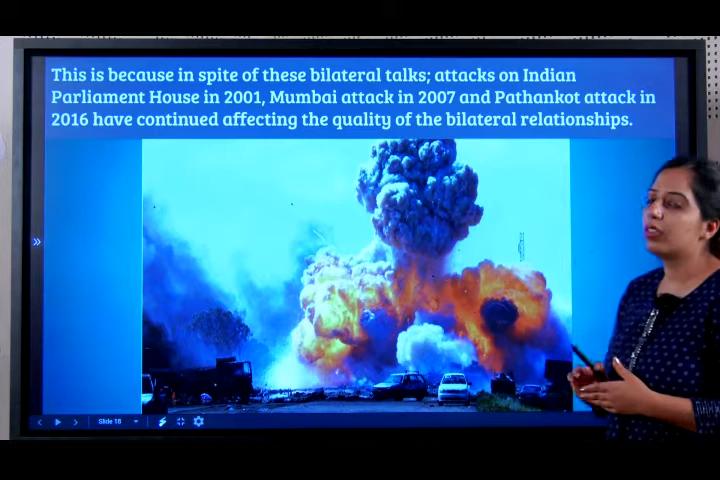 This is because in spite of these bilateral talks; attacks on Indian
Parliament House in 2001, Mumbai attack in 2007 and Pathankot attack in
2016 have continued affecting the quality of the bilateral relationships.
Slide 18